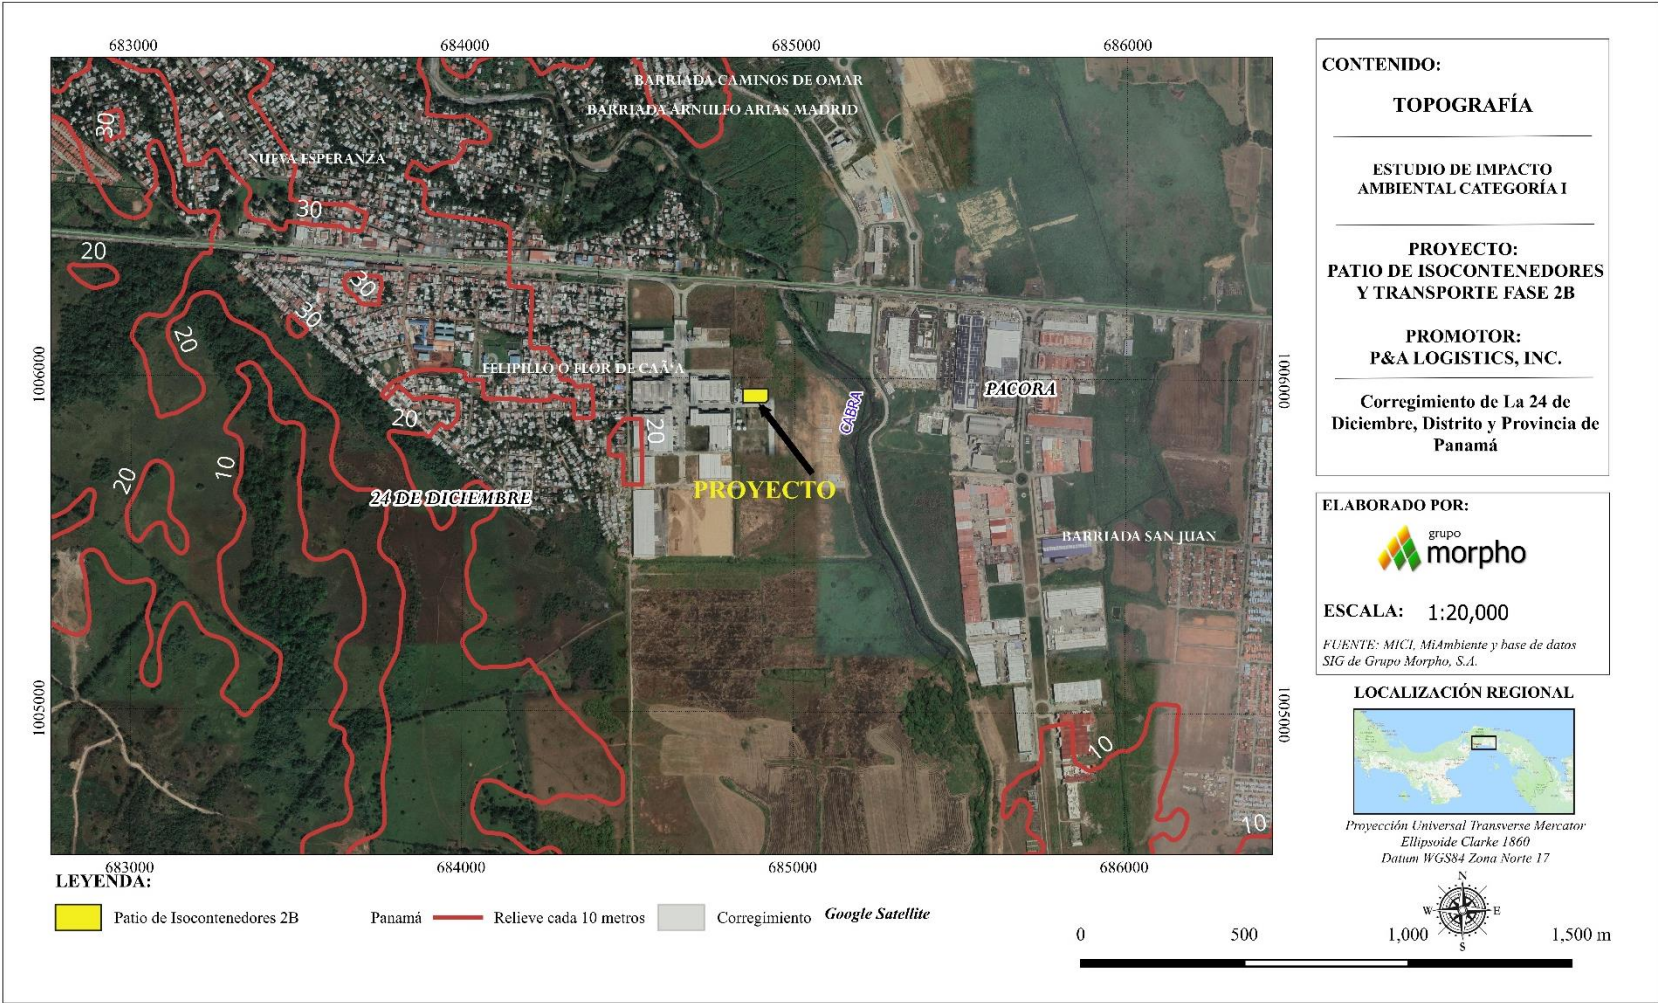 683000
684000
685000
686000
BARRIADA CAMINOS DE OMAR
BARRIADA ARNULFO ARIAS MADRID
30
NUEVA ESPERANZA
30
20
30
30
20
1006000
1006000
FELIPILLO O FLOR DE CAÃ'A
PACORA
CABRA
20
20
PROYECTO
10
20
24 DE DICIEMBRE
BARRIADA SAN JUAN
1005000
1005000
10
10
683000
684000
685000
686000
CONTENIDO:
TOPOGRAFÍA
ESTUDIO DE IMPACTO
AMBIENTAL CATEGORÍA I
PROYECTO:
PATIO DE ISOCONTENEDORES
Y TRANSPORTE FASE 2B
PROMOTOR:
P&A LOGISTICS, INC.
Corregimiento de La 24 de
Diciembre, Distrito y Provincia de
Panamá
ELABORADO POR:
grupo
morpho
ESCALA: 1:20,000
FUENTE: MICI, MiAmbiente y base de datos
SIG de Grupo Morpho, S.A.
LOCALIZACIÓN REGIONAL
Proyección Universal Transverse Mercator
Ellipsoide Clarke 1860
Datum WGS84 Zona Norte 17
N
W E
S
LEYENDA:
Patio de Isocontenedores 2B Panamá Relieve cada 10 metros Corregimiento Google Satellite
0 500 1,000 1,500 m